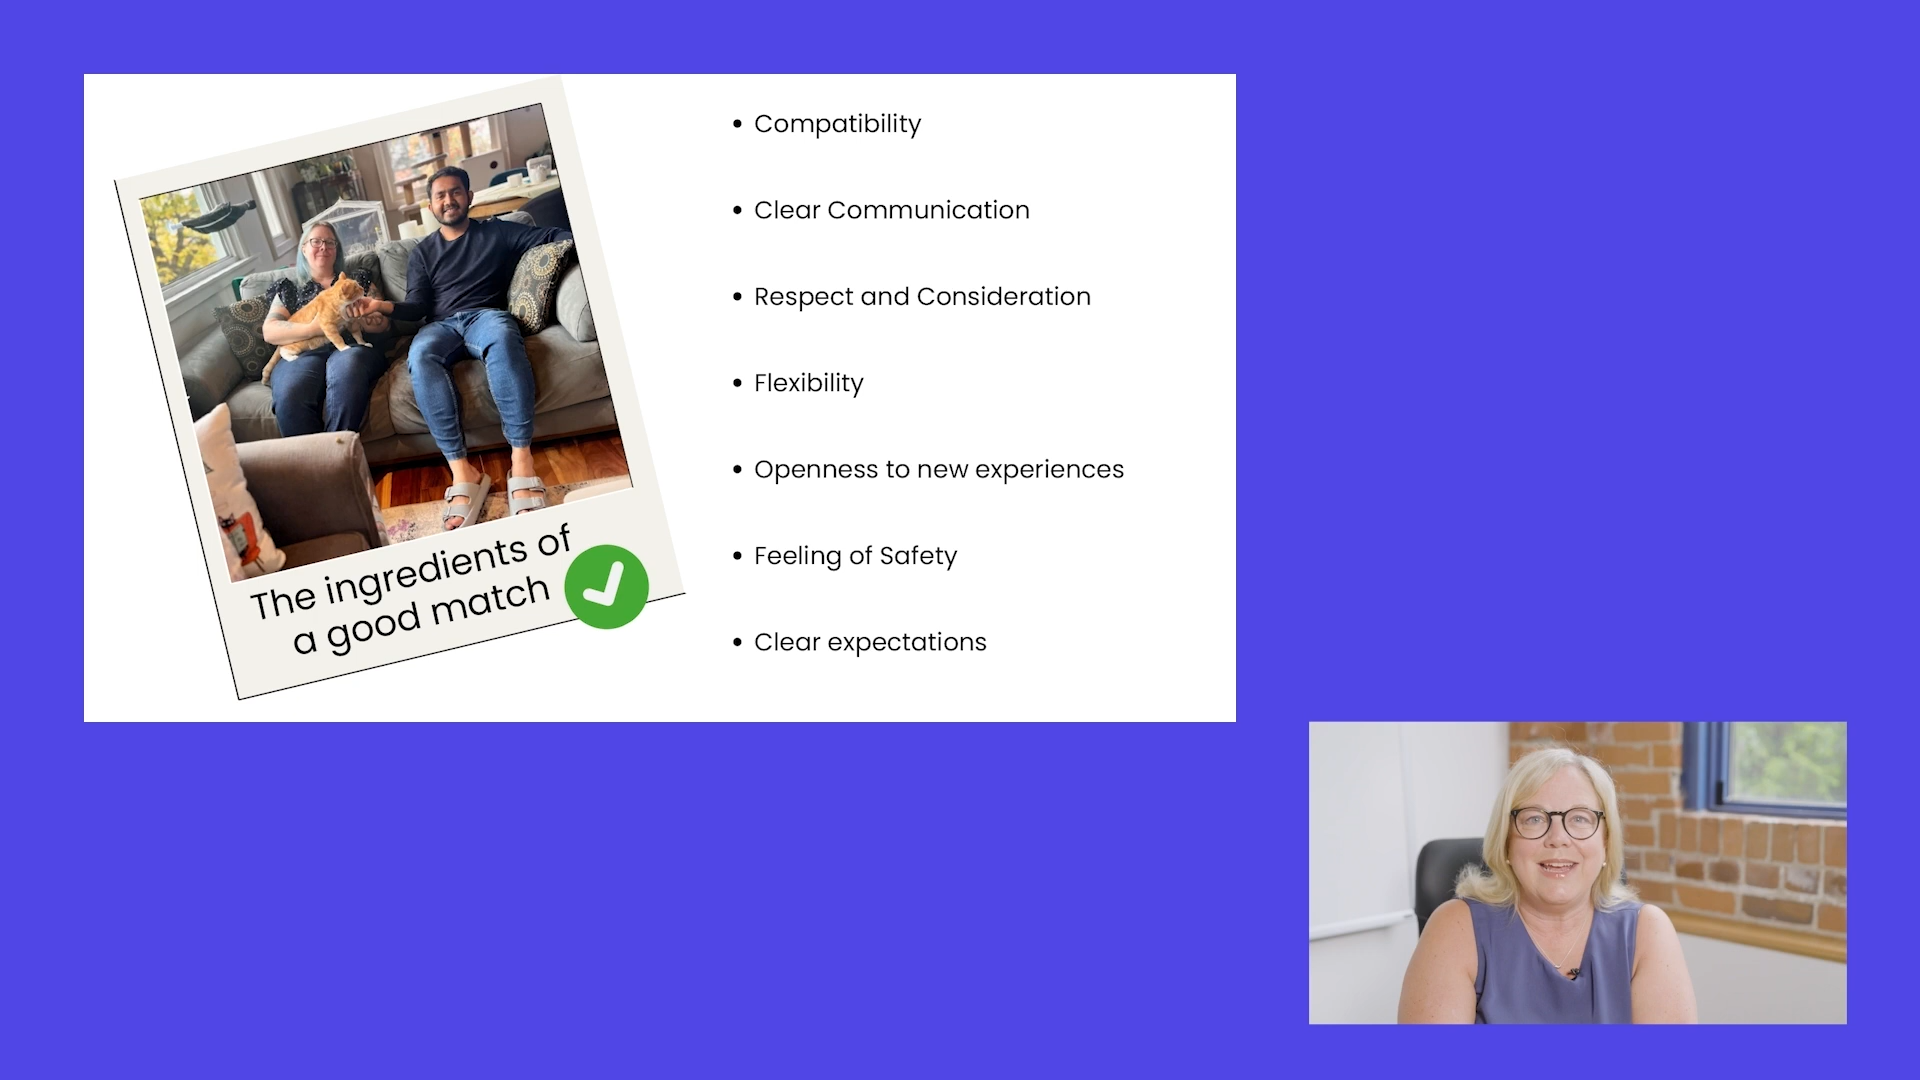 The ingredients of
a good match
Compatibility
Clear Communication
Respect and Consideration
Flexibility
Openness to new experiences
Feeling of Safety
Clear expectations